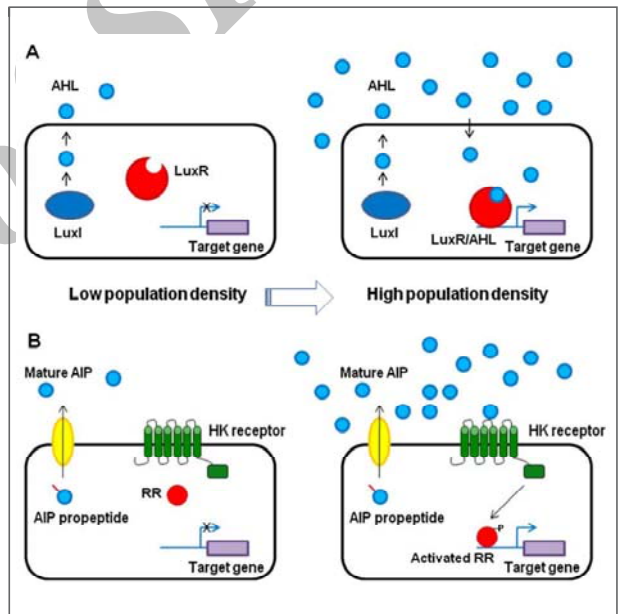 A
AHL
LuxR
LuxI
Target gene
AHL
LuxI
LuxR/AHL
Target gene
Low population density
High population density
B
Mature AIP
HK receptor
RR
AIP propeptide
Target gene
Mature AIP
HK receptor
P
AIP propeptide
Activated RR
Target gene